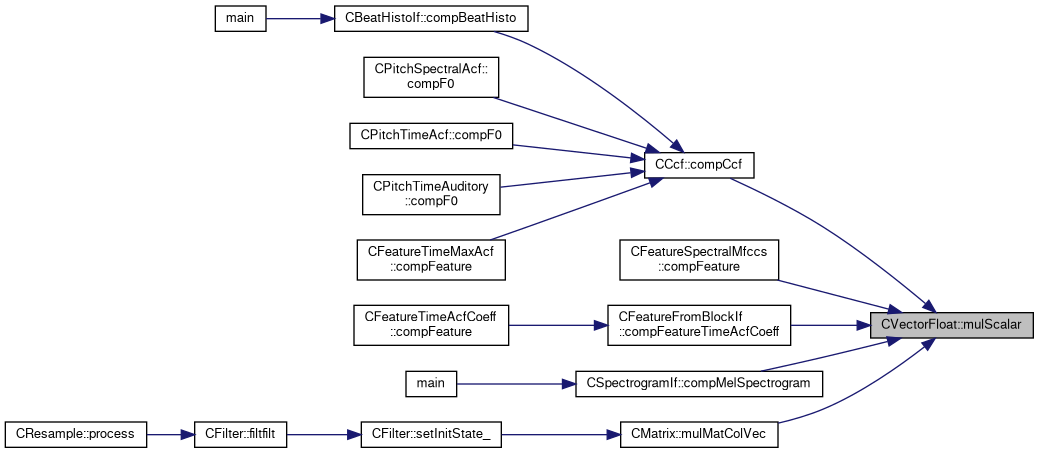 main
CBeatHistoIf::compBeatHisto
CPitchSpectralAcf::
compF0
CPitchTimeAcf::compF0
CCcf::compCcf
CPitchTimeAuditory
::compF0
CFeatureTimeMaxAcf
::compFeature
CFeatureSpectralMfccs
::compFeature
CFeatureTimeAcfCoeff
::compFeature
CFeatureFromBlockIf
::compFeatureTimeAcfCoeff
CVectorFloat::mulScalar
main
CSpectrogramIf::compMelSpectrogram
CResample::process
CFilter::filtfilt
CFilter::setInitState_
CMatrix::mulMatColVec